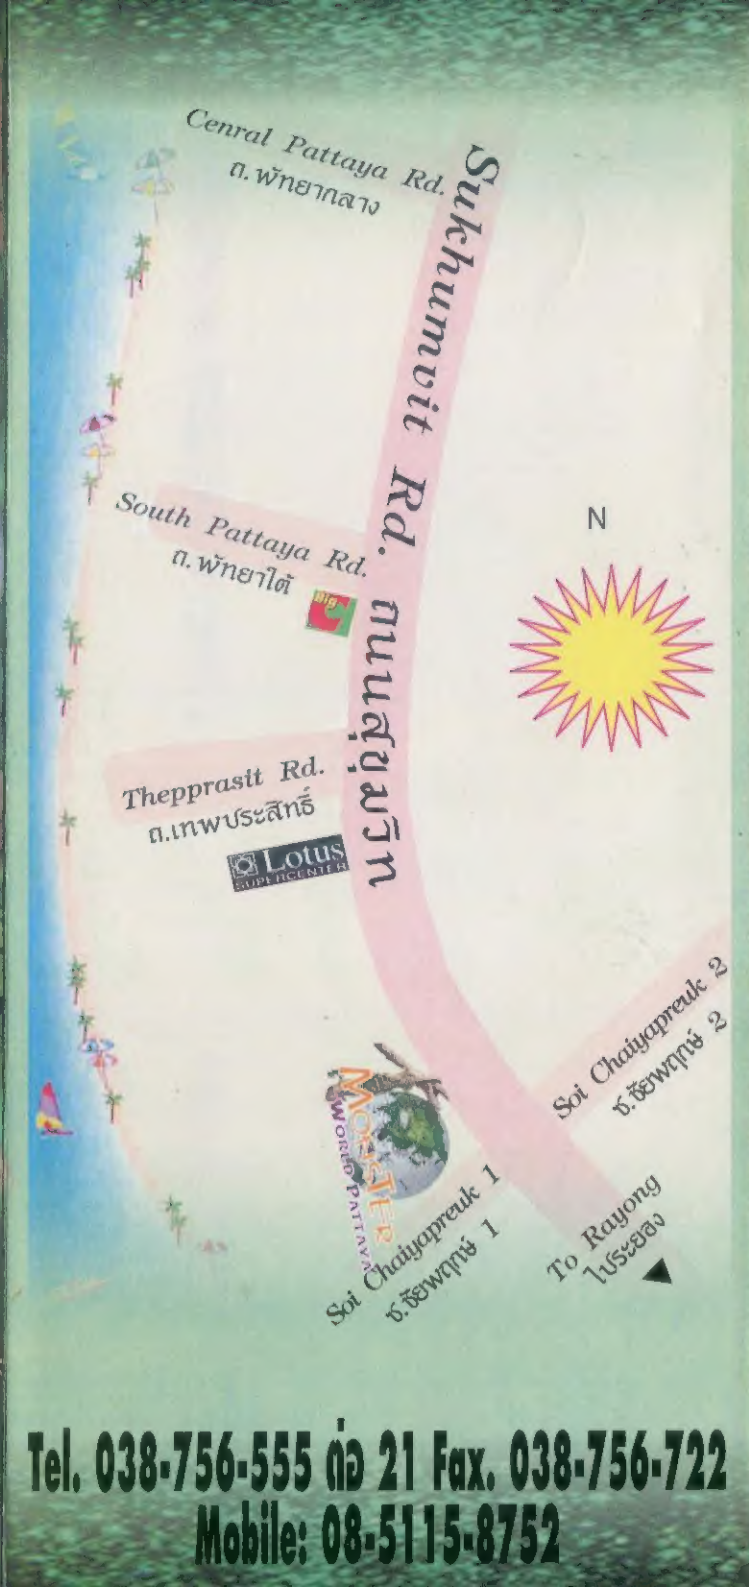 Cenral Pattaya Rd.
ถ.พัทยากลาง
Sukhumvit Rd. ถนนสุขุมวิท
South Pattaya Rd.
ถ.พัทยาใต้
Big
C
N
Thepprasit Rd.
ถ.เทพประสิทธิ์
Lotus
SUPERCENTER
Soi Chaiyapreuk 2
ซ.ชัยพฤกษ์ 2
MONSTER
WORLD PATTAYA
Soi Chaiyapreuk 1
ซ.ชัยพฤกษ์ 1
To Rayong
ไประยอง
Tel. 038-756-555 ต่อ 21 Fax. 038-756-722
Mobile: 08-5115-8752